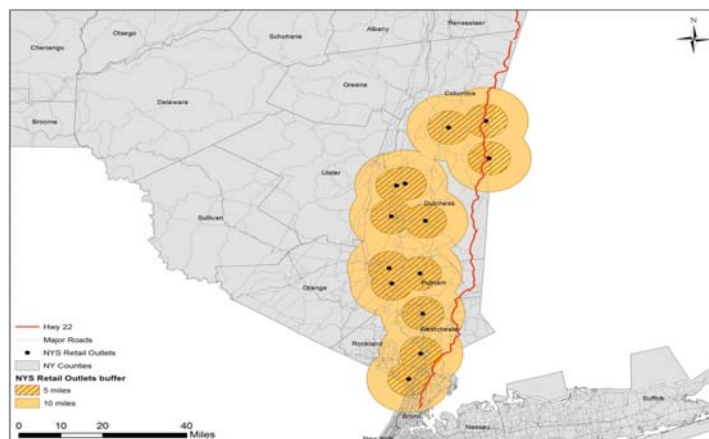 Otsego
Rensselaer
Chenango
Schoharie
Albany
N
Greene
Columbia
Delaware
Broome
Ulster
Dutchess
Sullivan
Orange
Putnam
Westchester
Rockland
Hwy 22
Major Roads
NYS Retail Outlets
NY Counties
NYS Retail Outlets buffer
5 miles
10 miles
Suffolk
Bronx
Nassau
New York
0 10 20 40
Miles